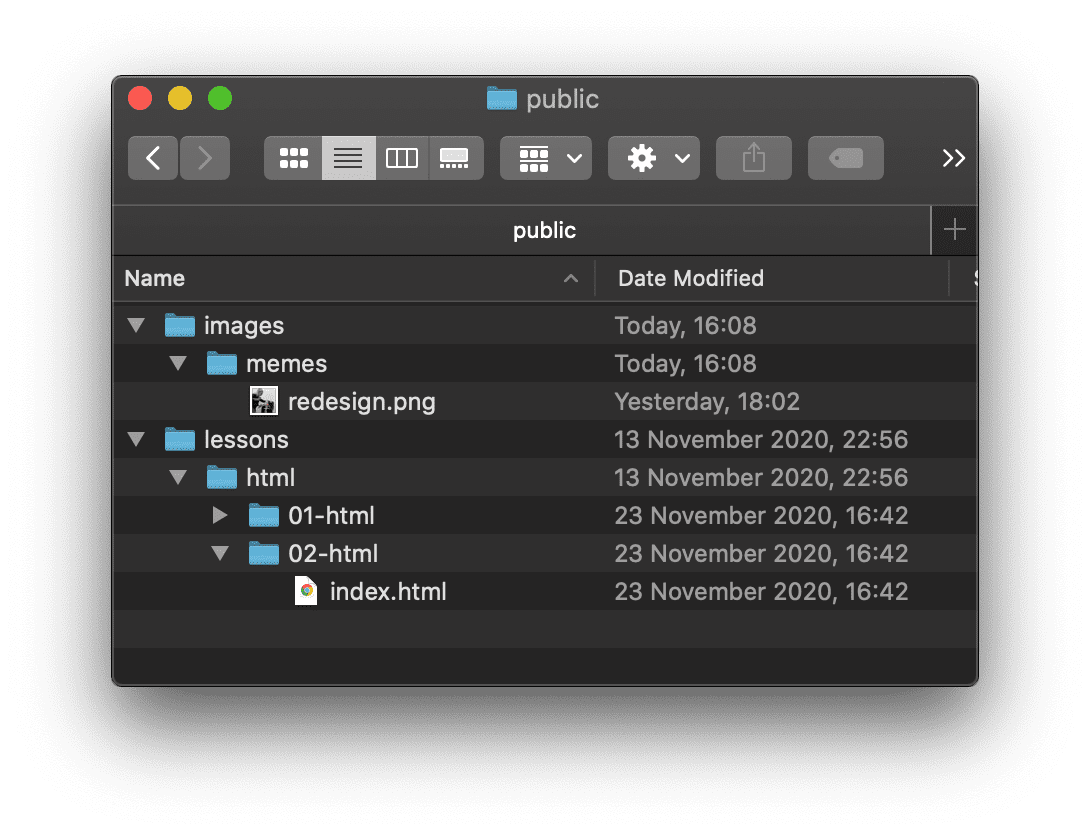 public
public
Name Date Modified
images Today, 16:08
memes Today, 16:08
redesign.png Yesterday, 18:02
lessons 13 November 2020, 22:56
html 13 November 2020, 22:56
01-html 23 November 2020, 16:42
02-html 23 November 2020, 16:42
index.html 23 November 2020, 16:42